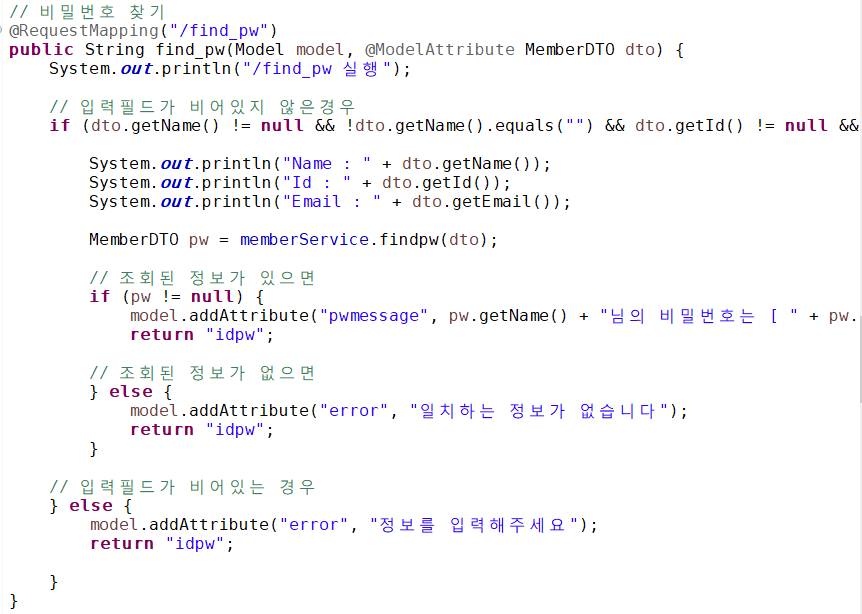 // 비밀번호 찾기
@RequestMapping("/find_pw")
public String find_pw(Model model, @ModelAttribute MemberDTO dto) {
    System.out.println("/find_pw 실행");

    // 입력필드가 비어있지 않은경우
    if (dto.getName() != null && !dto.getName().equals("") && dto.getId() != null &&

        System.out.println("Name : " + dto.getName());
        System.out.println("Id : " + dto.getId());
        System.out.println("Email : " + dto.getEmail());

        MemberDTO pw = memberService.findpw(dto);

        // 조회된 정보가 있으면
        if (pw != null) {
            model.addAttribute("pwmessage", pw.getName() + "님의 비밀번호는 [ " + pw.
            return "idpw";

        // 조회된 정보가 없으면
        } else {
            model.addAttribute("error", "일치하는 정보가 없습니다");
            return "idpw";
        }

    // 입력필드가 비어있는 경우
    } else {
        model.addAttribute("error", "정보를 입력해주세요");
        return "idpw";

    }
}